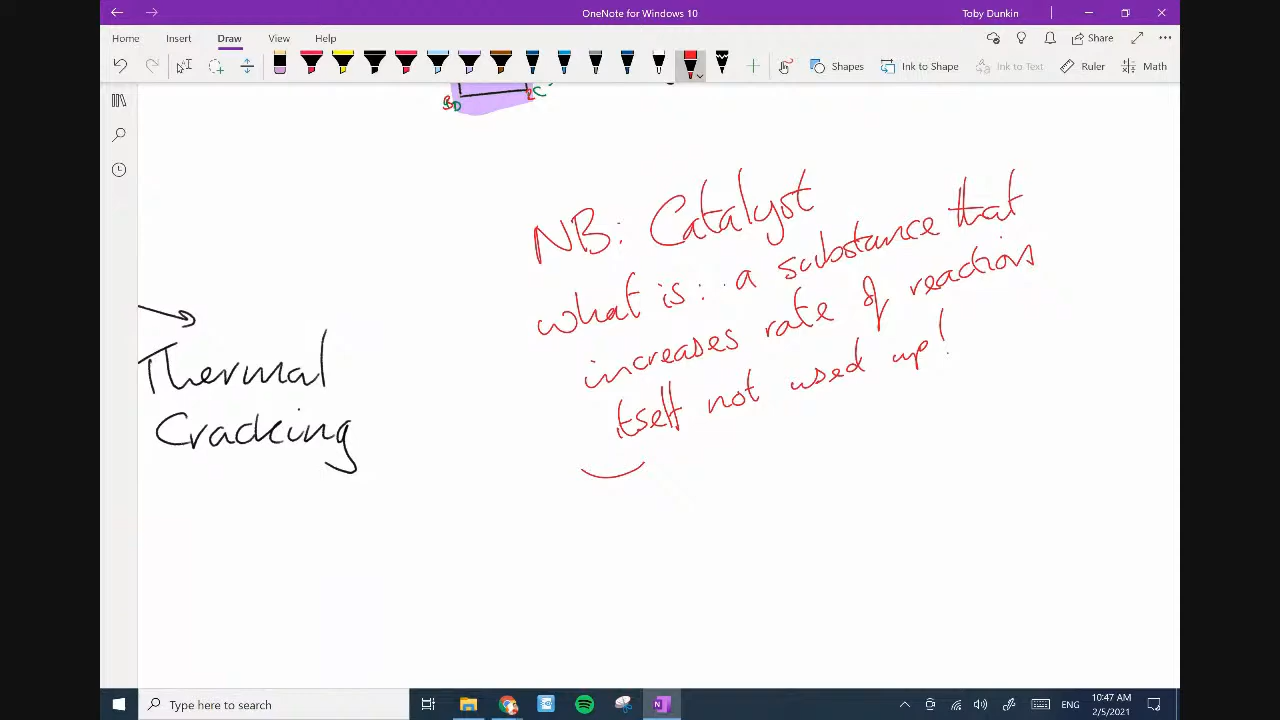 OneNote for Windows 10
Toby Dunkin
Home
Insert
Draw
View
Help
Share
Shapes
Ink to Shape
Ink to Text
Ruler
Math
BD
C
NB: Catalyst
what is: a substance that
increases rate of reaction
itself not used up!
Thermal
Cracking
Type here to search
ENG
10:47 AM
2/5/2021